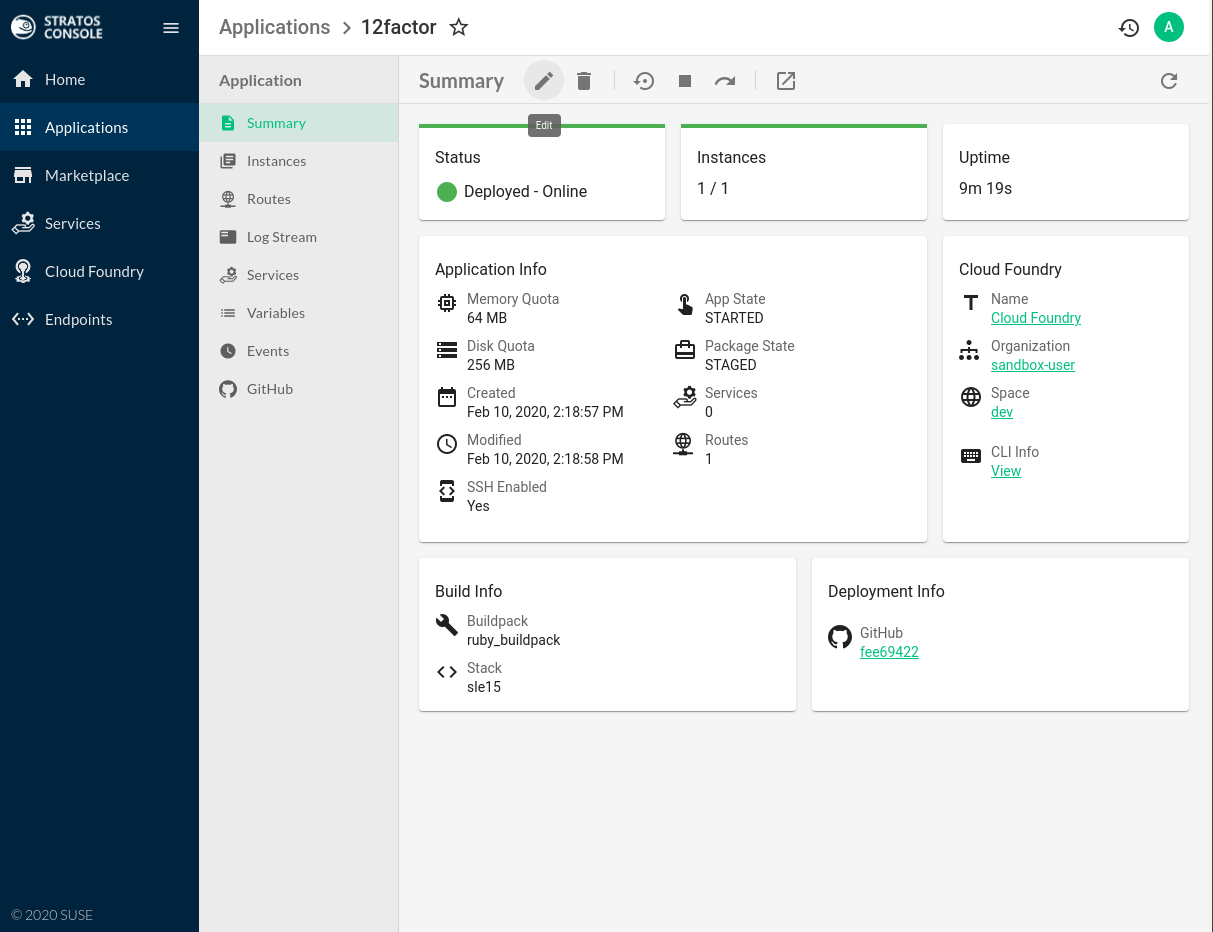 STRATOS
CONSOLE
Applications > 12factor
A
Home
Applications
Marketplace
Services
Cloud Foundry
Endpoints
© 2020 SUSE
Application
Summary
Instances
Routes
Log Stream
Services
Variables
Events
GitHub
Summary
Edit
Status
Deployed - Online
Instances
1 / 1
Uptime
9m 19s
Application Info
Memory Quota
64 MB
Disk Quota
256 MB
Created
Feb 10, 2020, 2:18:57 PM
Modified
Feb 10, 2020, 2:18:58 PM
SSH Enabled
Yes
App State
STARTED
Package State
STAGED
Services
0
Routes
1
Cloud Foundry
Name
Cloud Foundry
Organization
sandbox-user
Space
dev
CLI Info
View
Build Info
Buildpack
ruby_buildpack
Stack
sle15
Deployment Info
GitHub
fee69422